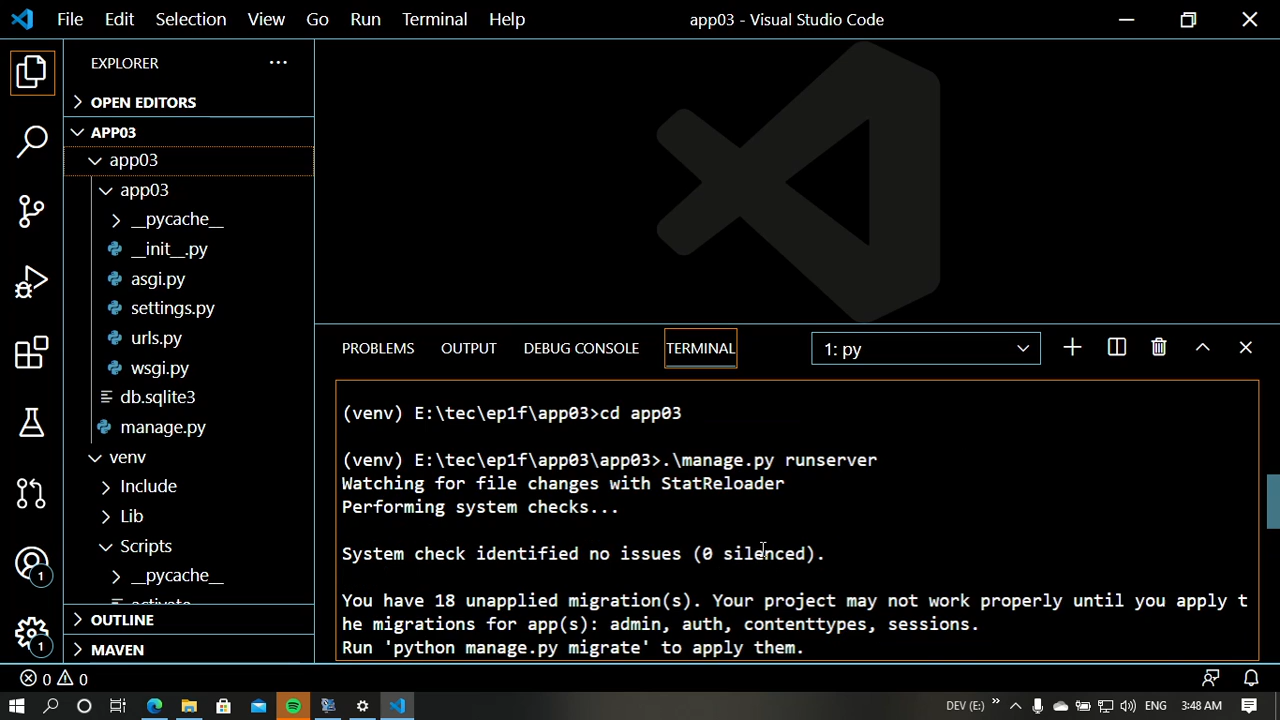 File Edit Selection View Go Run Terminal Help app03 - Visual Studio Code
EXPLORER
OPEN EDITORS
APP03
app03
app03
__pycache__
__init__.py
asgi.py
settings.py
urls.py
wsgi.py
db.sqlite3
manage.py
venv
Include
Lib
Scripts
__pycache__
activate
OUTLINE
MAVEN
1
1
PROBLEMS OUTPUT DEBUG CONSOLE TERMINAL 1: py
(venv) E:\tec\ep1f\app03>cd app03
(venv) E:\tec\ep1f\app03\app03>.\manage.py runserver
Watching for file changes with StatReloader
Performing system checks...
System check identified no issues (0 silenced).
You have 18 unapplied migration(s). Your project may not work properly until you apply t
he migrations for app(s): admin, auth, contenttypes, sessions.
Run 'python manage.py migrate' to apply them.
0 0
DEV (E:) ENG 3:48 AM